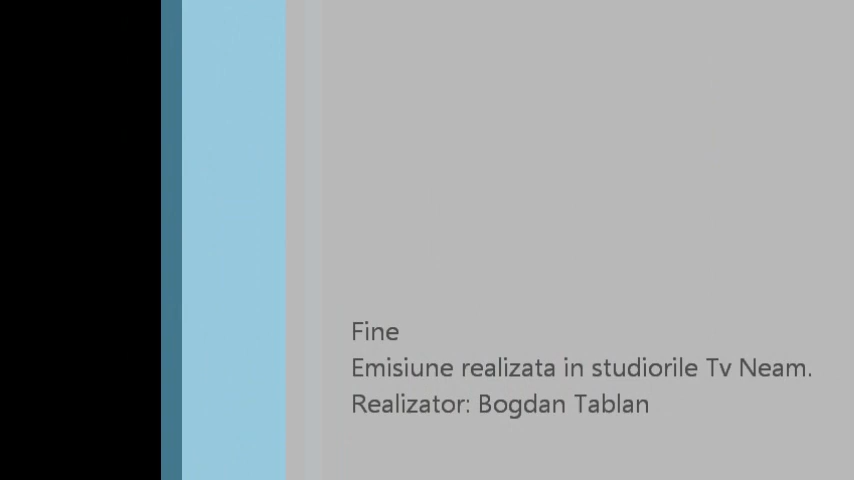 Fine
Emisiune realizata in studiorile Tv Neam.
Realizator: Bogdan Tablan